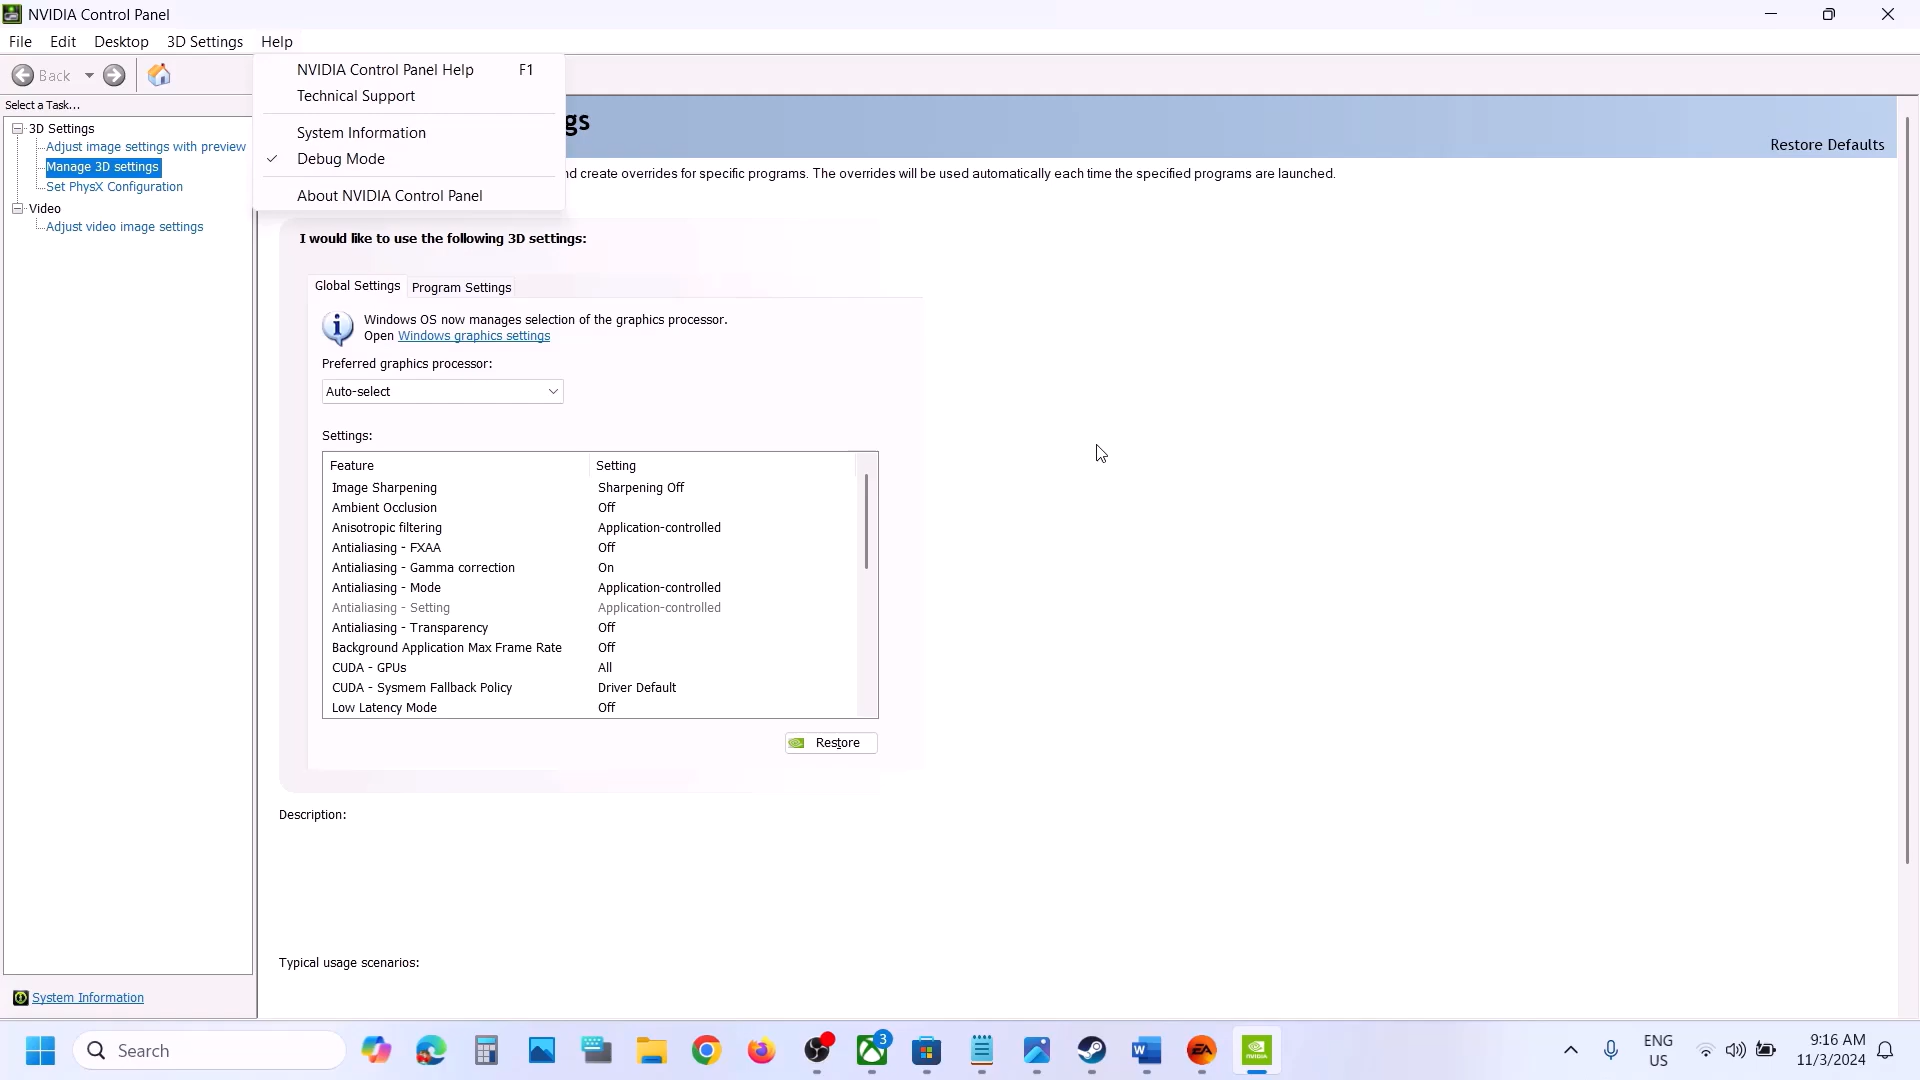 NVIDIA Control Panel
File Edit Desktop 3D Settings Help
Back
NVIDIA Control Panel Help F1
Technical Support
System Information
Debug Mode
About NVIDIA Control Panel
Select a Task...
3D Settings
Adjust image settings with preview
Manage 3D settings
Set PhysX Configuration
Video
Adjust video image settings
System Information
gs
Restore Defaults
nd create overrides for specific programs. The overrides will be used automatically each time the specified programs are launched.
I would like to use the following 3D settings:
Global Settings Program Settings
Windows OS now manages selection of the graphics processor.
Open Windows graphics settings
Preferred graphics processor:
Auto-select
Settings:
Feature Setting
Image Sharpening Sharpening Off
Ambient Occlusion Off
Anisotropic filtering Application-controlled
Antialiasing - FXAA Off
Antialiasing - Gamma correction On
Antialiasing - Mode Application-controlled
Antialiasing - Setting Application-controlled
Antialiasing - Transparency Off
Background Application Max Frame Rate Off
CUDA - GPUs All
CUDA - Sysmem Fallback Policy Driver Default
Low Latency Mode Off
Restore
Description:
Typical usage scenarios:
Search
3
W
EA
NVIDIA
ENG
US
9:16 AM
11/3/2024